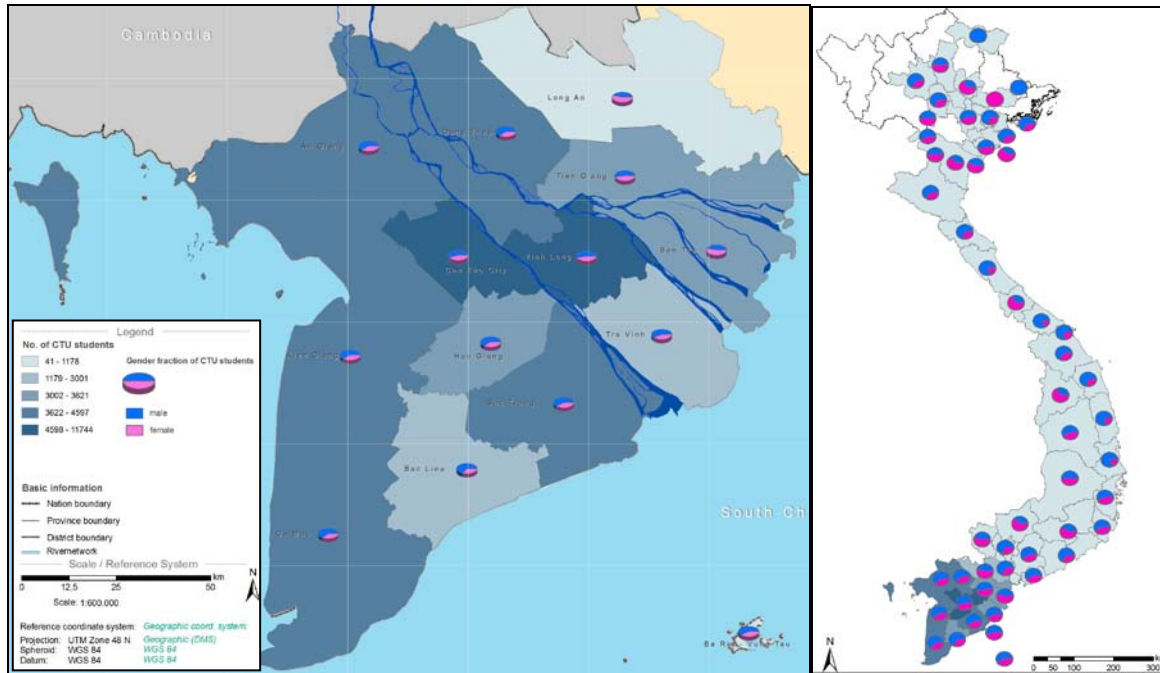 Cambodia
Long An
Dong Thap
An Giang
Tien Giang
Ben Tre
Can Tho City
Vinh Long
Tra Vinh
Hau Giang
Kien Giang
Soc Trang
Bac Lieu
Ca Mau
South Ch
Ba Ria Vung Tau
Legend
No. of CTU students
41 - 1178
1179 - 3001
3002 - 3621
3622 - 4597
4598 - 11744
Gender fraction of CTU students
male
female
Basic information
Nation boundary
Province boundary
District boundary
Rivernetwork
Scale / Reference System
km
0 12,5 25 50
Scale: 1:600.000
N
Reference coordinate system: Geographic coord. system:
Projection: UTM Zone 48 N Geographic (DMS)
Spheroid: WGS 84 WGS 84
Datum: WGS 84 WGS 84
N
0 50 100 200 300